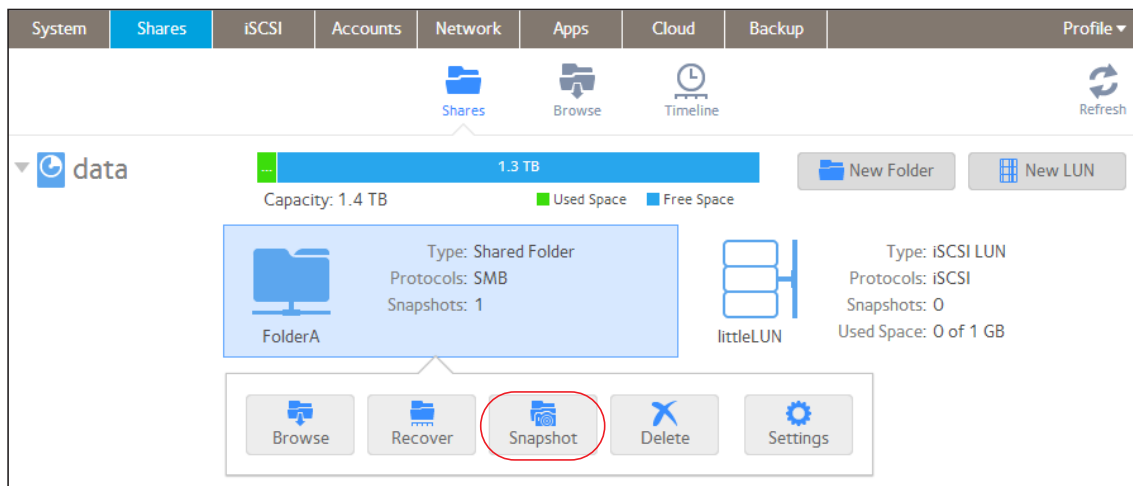 System Shares iSCSI Accounts Network Apps Cloud Backup Profile
Shares Browse Timeline Refresh
data
... 1.3 TB
New Folder New LUN
Capacity: 1.4 TB Used Space Free Space
Type: Shared Folder
Protocols: SMB
Snapshots: 1
FolderA
Type: iSCSI LUN
Protocols: iSCSI
Snapshots: 0
Used Space: 0 of 1 GB
littleLUN
Browse Recover Snapshot Delete Settings